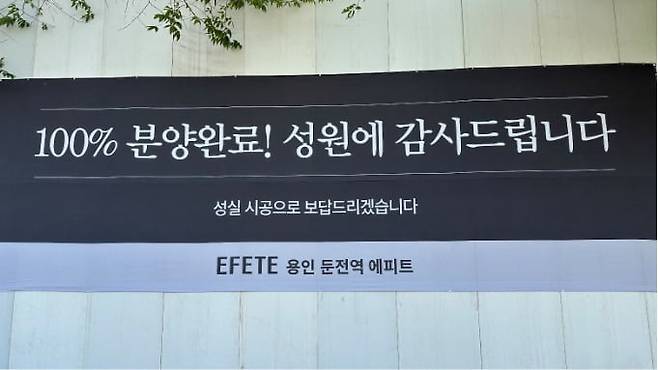 100% 분양완료! 성원에 감사드립니다
성실 시공으로 보답드리겠습니다
EFETE 용인 둔전역 에피트